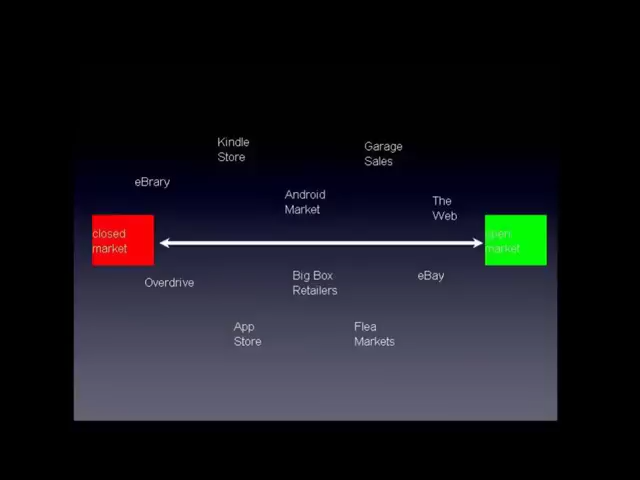 Kindle
Store
Garage
Sales
eBrary
Android
Market
The
Web
closed
market
open
market
Overdrive
Big Box
Retailers
eBay
App
Store
Flea
Markets